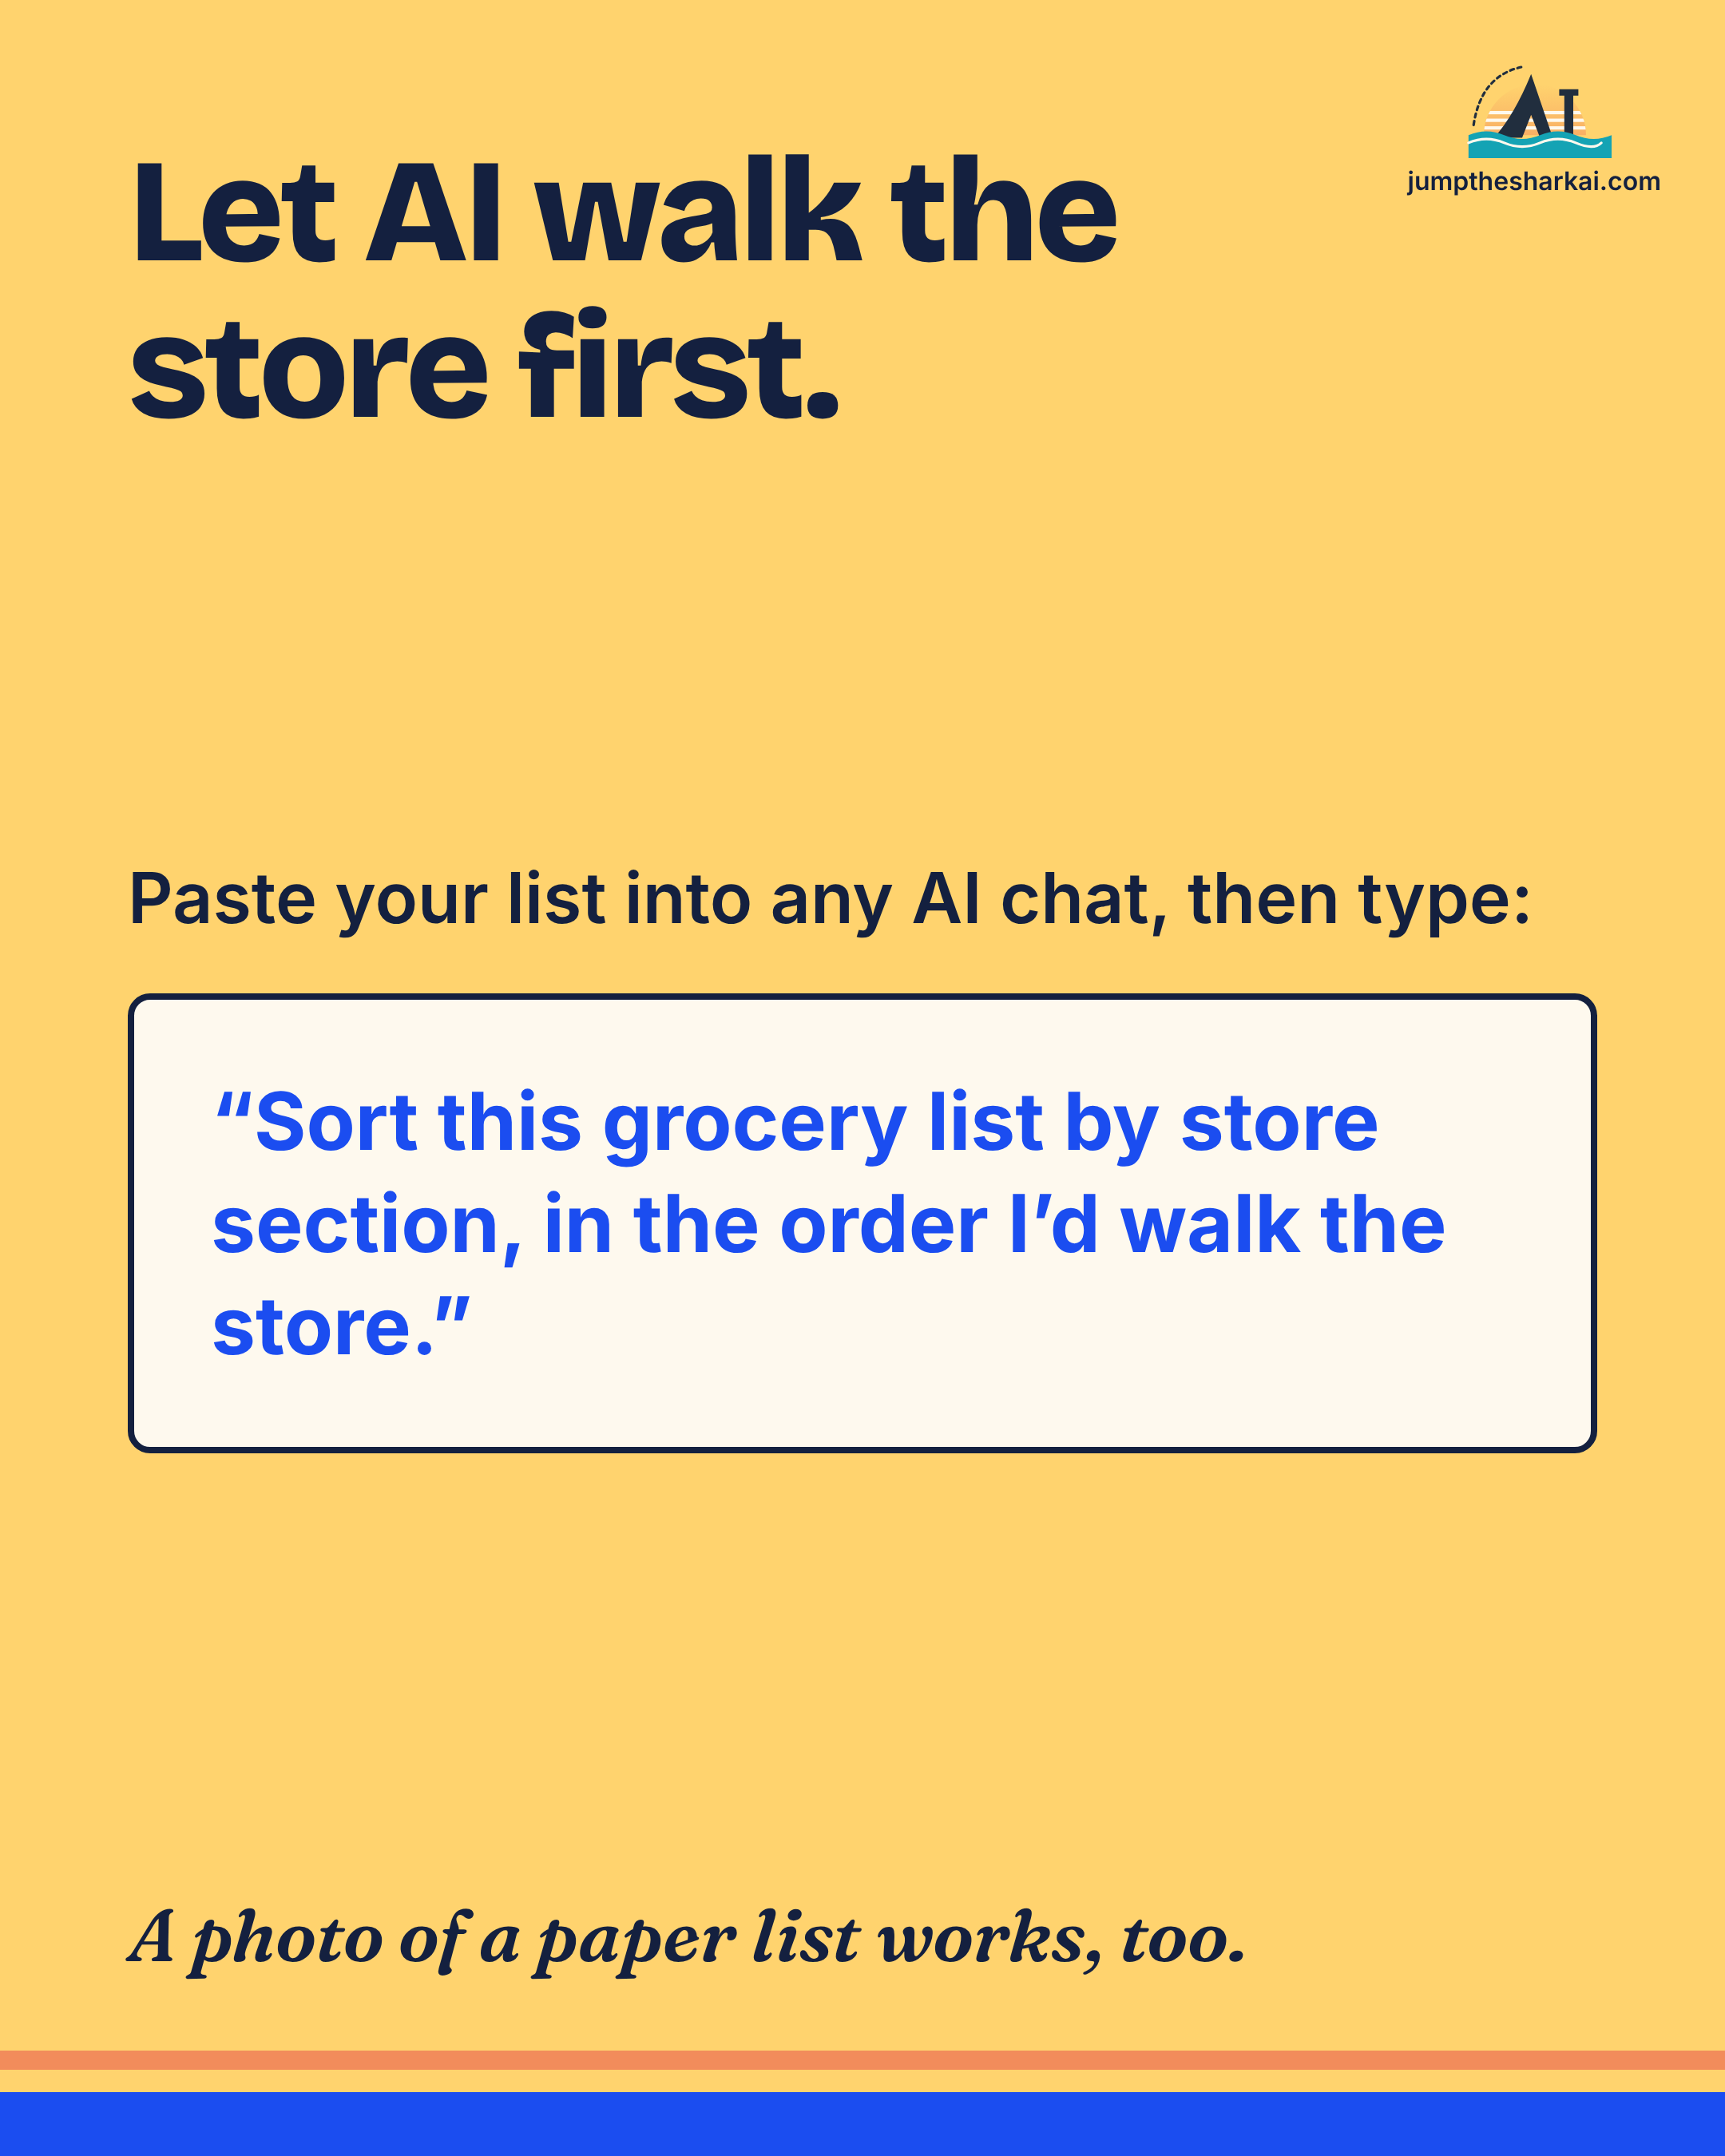 AI
jumpthesharkai.com
Let AI walk the
store first.
Paste your list into any AI chat, then type:
“Sort this grocery list by store
section, in the order I’d walk the
store.”
A photo of a paper list works, too.